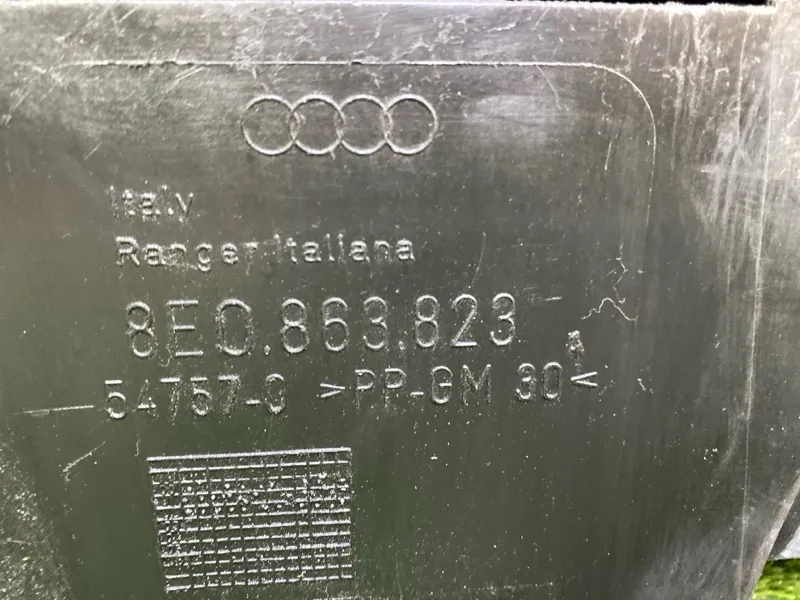 Italy
Ranger Italiana
8E0.863.823
54757-0 >PP-GM 30<